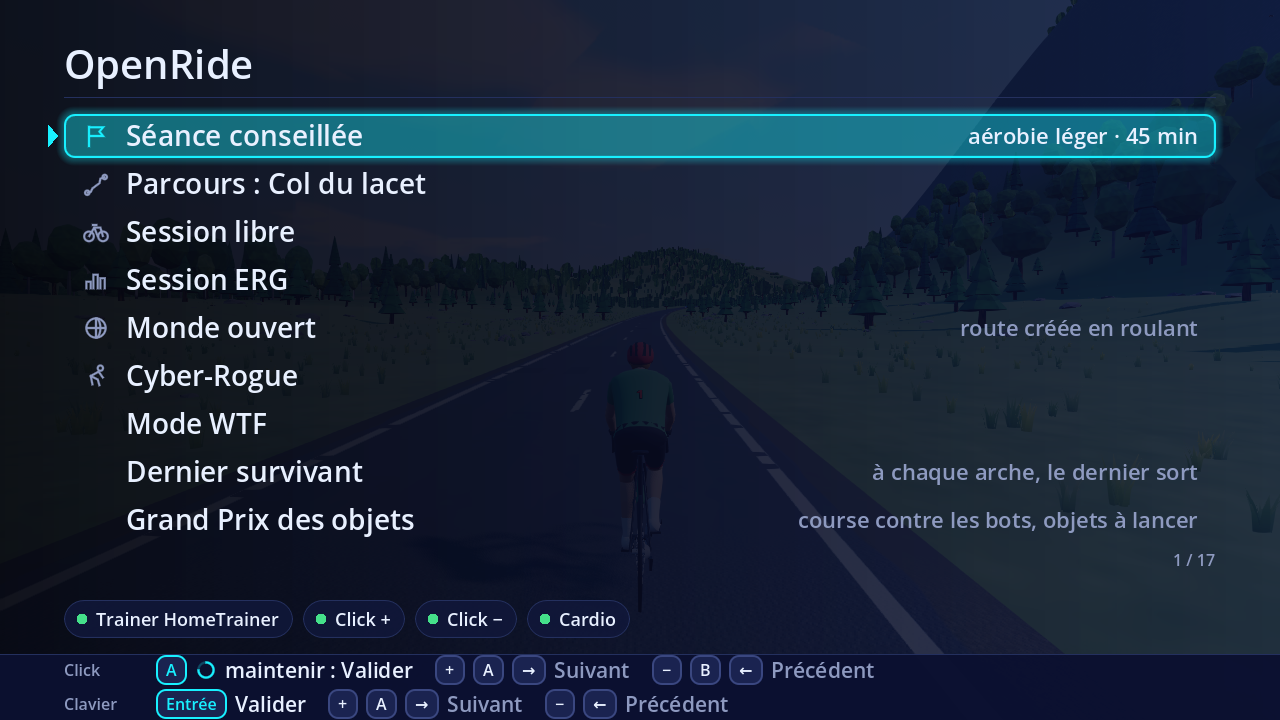 OpenRide
Séance conseillée aérobie léger · 45 min
Parcours : Col du lacet
Session libre
Session ERG
Monde ouvert route créée en roulant
Cyber-Rogue
Mode WTF
Dernier survivant à chaque arche, le dernier sort
Grand Prix des objets course contre les bots, objets à lancer
1 / 17
Trainer HomeTrainer Click + Click − Cardio
Click A maintenir : Valider + A → Suivant − B ← Précédent
Clavier Entrée Valider + A → Suivant − ← Précédent